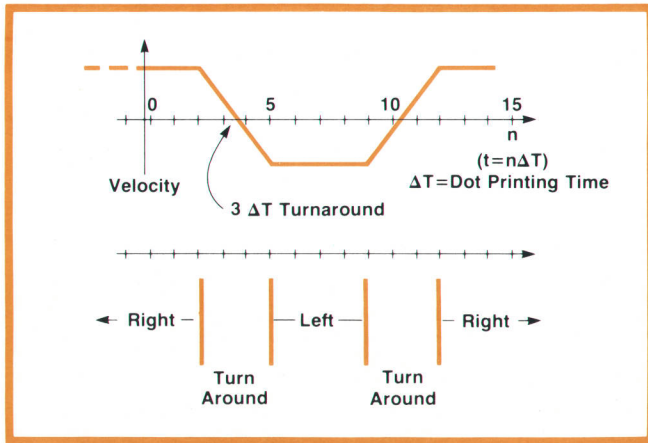 0 5 10 15
n
(t=nΔT)
Velocity
ΔT=Dot Printing Time
3 ΔT Turnaround
Right Left Right
Turn Turn
Around Around